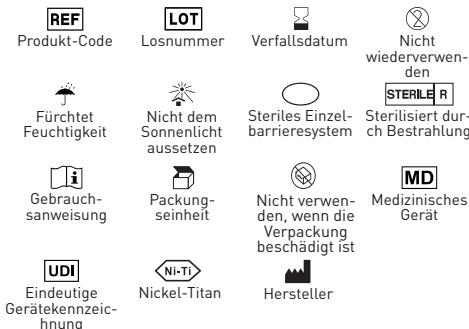 REF
Produkt-Code
LOT
Losnummer
Verfallsdatum
2
Nicht
wiederverwen-
den
Fürchtet
Feuchtigkeit
Nicht dem
Sonnenlicht
aussetzen
Steriles Einzel-
barrieresystem
STERILE R
Sterilisiert dur-
ch Bestrahlung
i
Gebrauch-
sanweisung
Packung-
seinheit
Nicht verwen-
den, wenn die
Verpackung
beschädigt ist
MD
Medizinisches
Gerät
UDI
Eindeutige
Gerätekennzeic-
hnung
Ni-Ti
Nickel-Titan
Hersteller